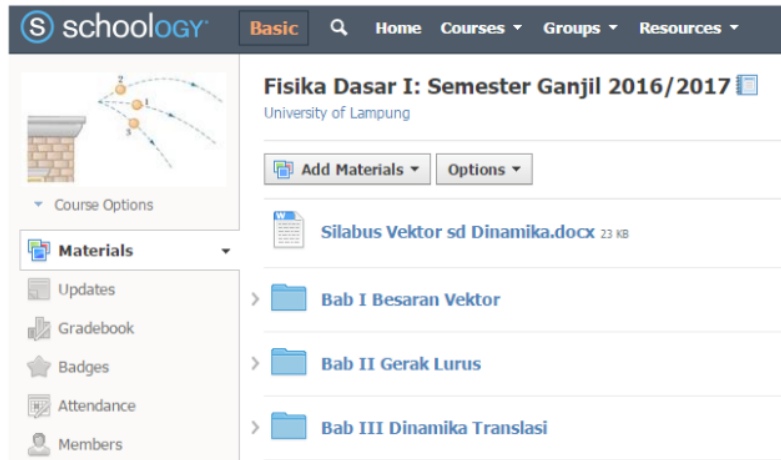 S schoology Basic Home Courses Groups Resources
2
1
3
Course Options
Materials
Updates
Gradebook
Badges
Attendance
Members
Fisika Dasar I: Semester Ganjil 2016/2017
University of Lampung
Add Materials Options
Silabus Vektor sd Dinamika.docx 23 KB
Bab I Besaran Vektor
Bab II Gerak Lurus
Bab III Dinamika Translasi